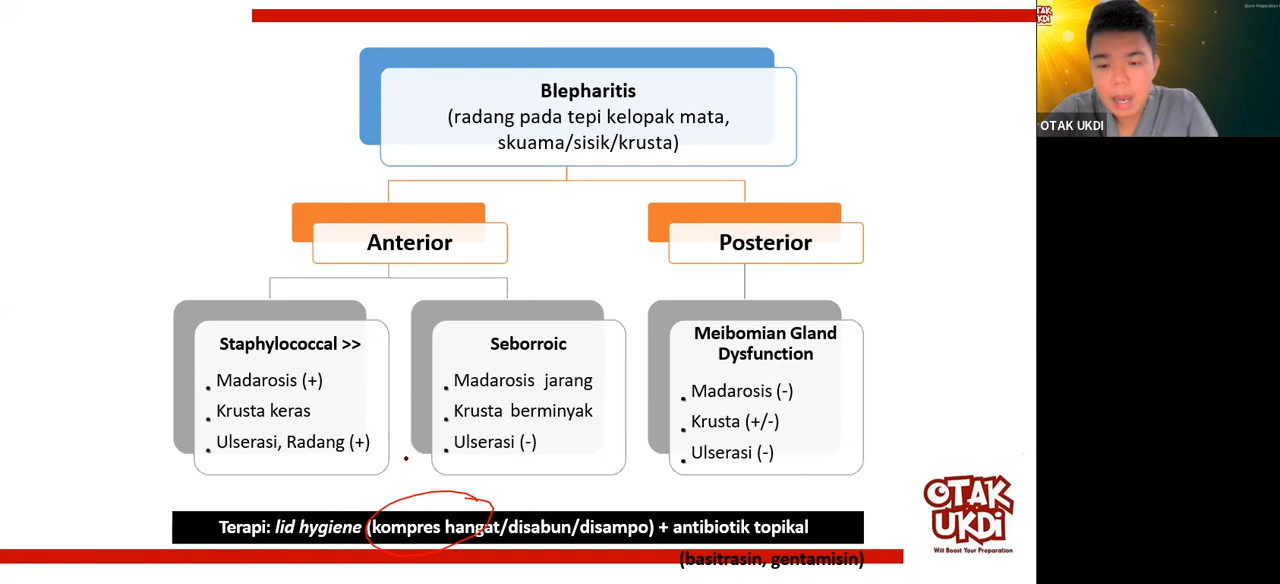 Blepharitis
(radang pada tepi kelopak mata,
skuama/sisik/krusta)
Anterior
Posterior
Staphylococcal >>
Madarosis (+)
Krusta keras
Ulserasi, Radang (+)
Seborroic
Madarosis jarang
Krusta berminyak
Ulserasi (-)
Meibomian Gland
Dysfunction
Madarosis (-)
Krusta (+/-)
Ulserasi (-)
Terapi: lid hygiene (kompres hangat/disabun/disampo) + antibiotik topikal
(basitrasin, gentamisin)
OTAK
UKDI
Will Boost Your Preparation
TAK
UKDI
OTAK UKDI